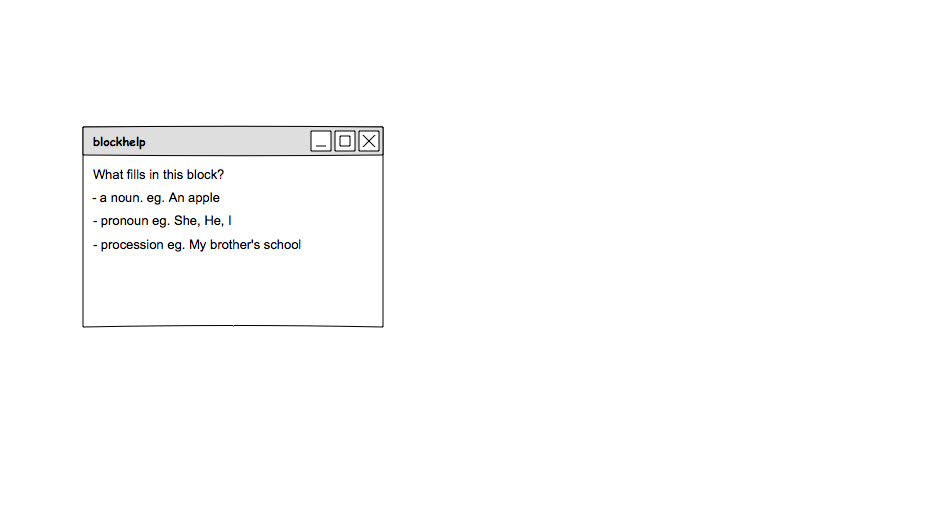 blockhelp
What fills in this block?
- a noun. eg. An apple
- pronoun eg. She, He, I
- procession eg. My brother's school